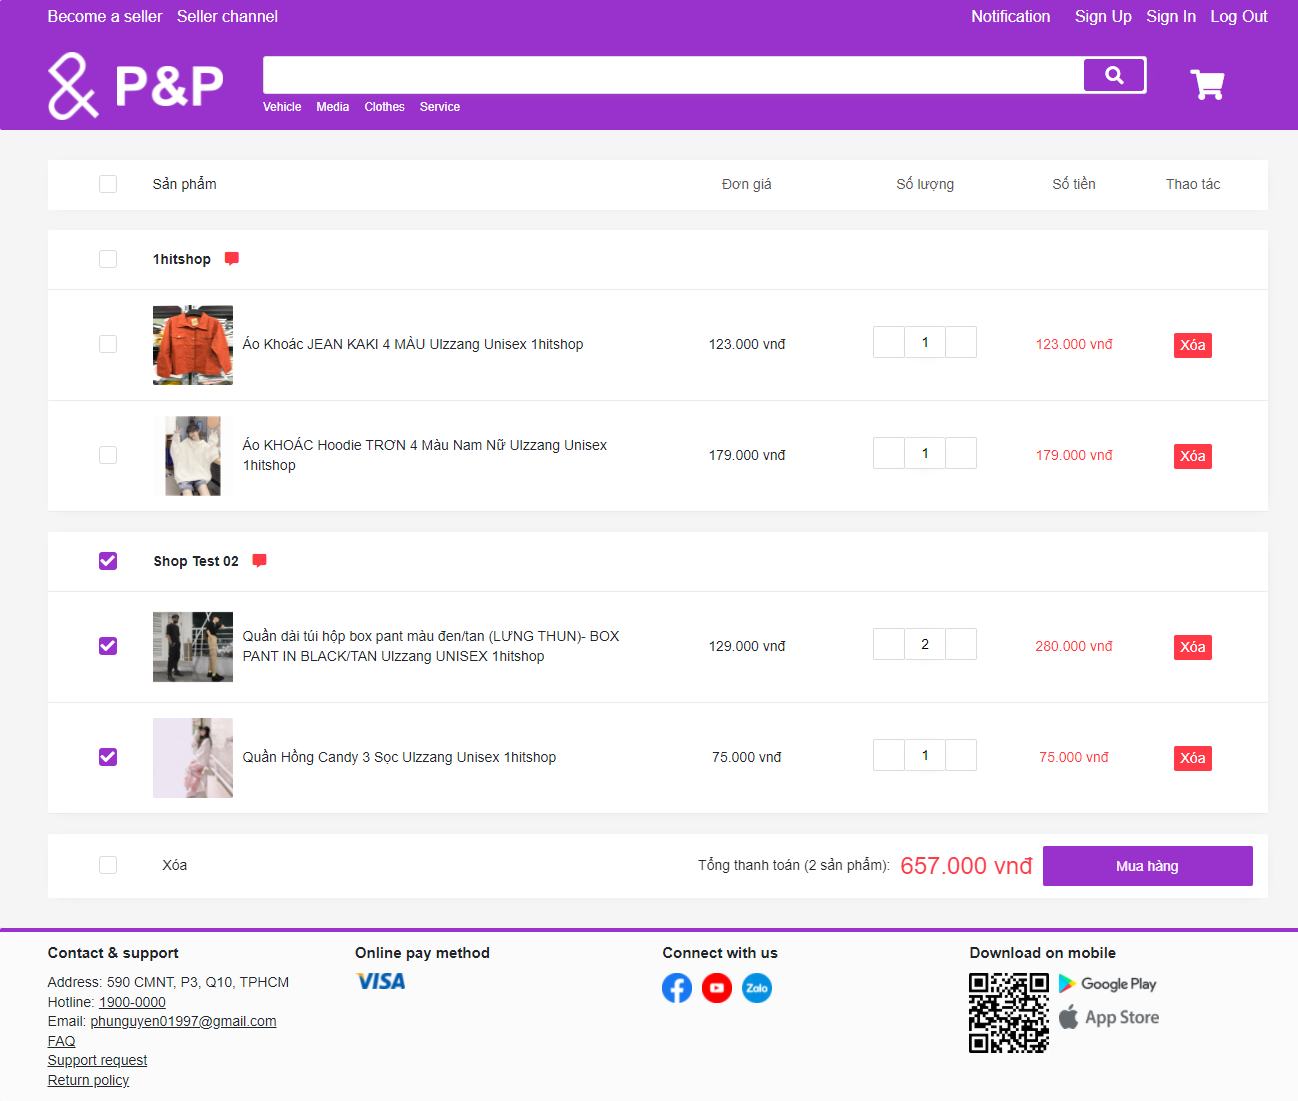 Become a seller Seller channel Notification Sign Up Sign In Log Out
P&P
Vehicle Media Clothes Service
Sản phẩm Đơn giá Số lượng Số tiền Thao tác
1hitshop
Áo Khoác JEAN KAKI 4 MÀU Ulzzang Unisex 1hitshop 123.000 vnđ 1 123.000 vnđ Xóa
Áo KHOÁC Hoodie TRƠN 4 Màu Nam Nữ Ulzzang Unisex
1hitshop 179.000 vnđ 1 179.000 vnđ Xóa
Shop Test 02
Quần dài túi hộp box pant màu đen/tan (LƯNG THUN)- BOX
PANT IN BLACK/TAN Ulzzang UNISEX 1hitshop 129.000 vnđ 2 280.000 vnđ Xóa
Quần Hồng Candy 3 Sọc Ulzzang Unisex 1hitshop 75.000 vnđ 1 75.000 vnđ Xóa
Xóa Tổng thanh toán (2 sản phẩm): 657.000 vnđ Mua hàng
Contact & support
Address: 590 CMNT, P3, Q10, TPHCM
Hotline: 1900-0000
Email: phunguyen01997@gmail.com
FAQ
Support request
Return policy
Online pay method
VISA
Connect with us
Zalo
Download on mobile
Google Play
App Store